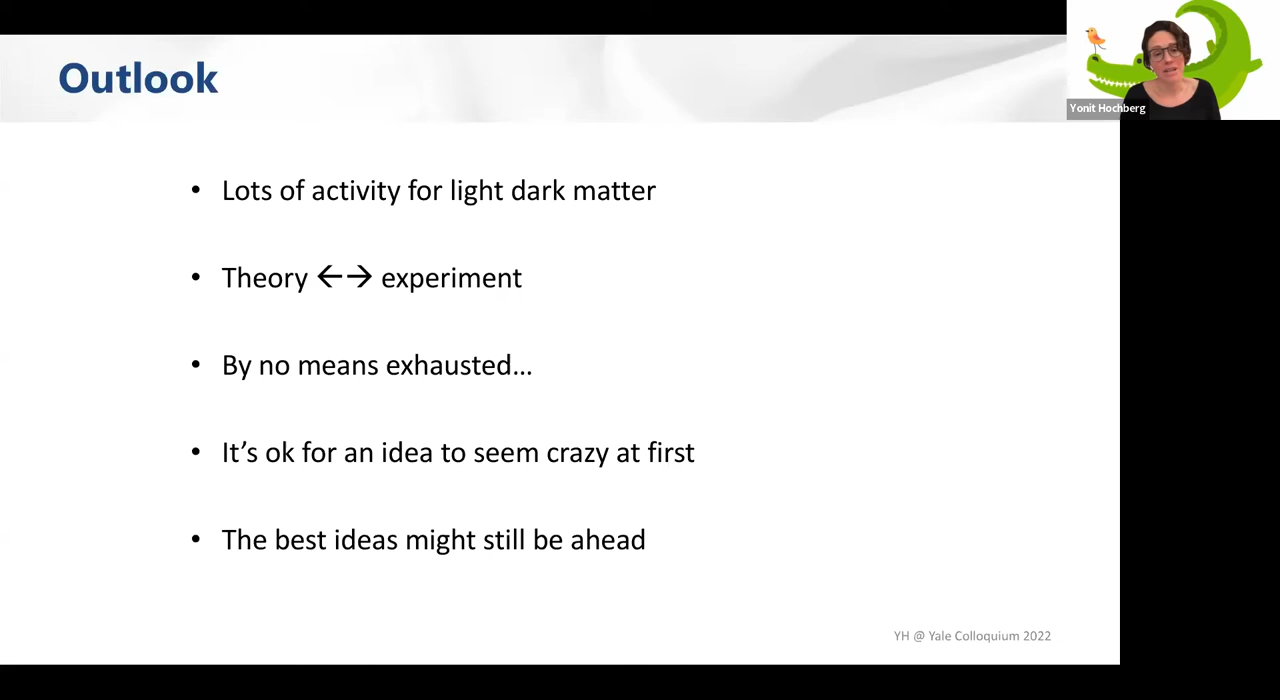 Outlook
Yonit Hochberg
• Lots of activity for light dark matter
• Theory ←→ experiment
• By no means exhausted…
• It’s ok for an idea to seem crazy at first
• The best ideas might still be ahead
YH @ Yale Colloquium 2022